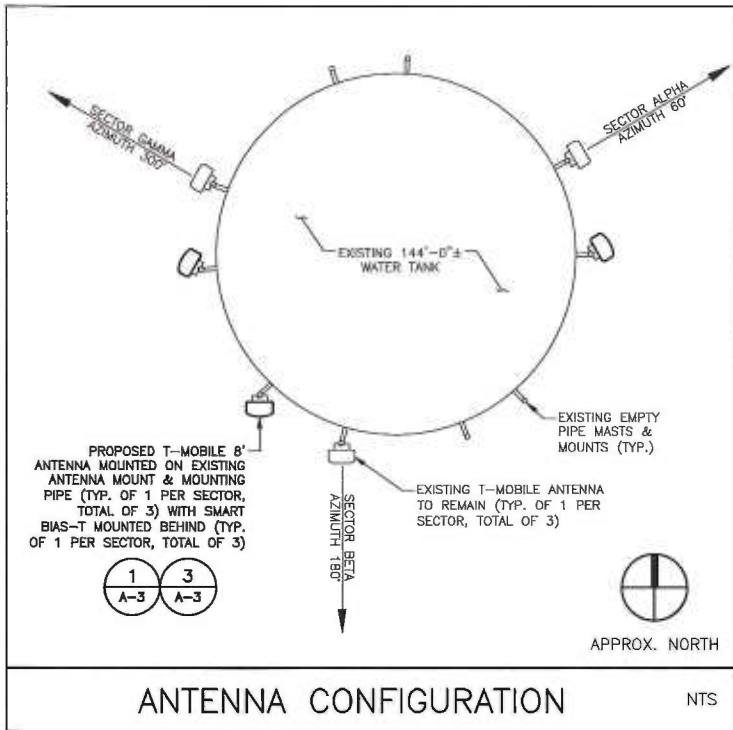 SECTOR GAMMA
AZIMUTH 300°
SECTOR ALPHA
AZIMUTH 60°
EXISTING 144'-0"±
WATER TANK
EXISTING EMPTY
PIPE MASTS &
MOUNTS (TYP.)
PROPOSED T-MOBILE 8'
ANTENNA MOUNTED ON EXISTING
ANTENNA MOUNT & MOUNTING
PIPE (TYP. OF 1 PER SECTOR,
TOTAL OF 3) WITH SMART
BIAS-T MOUNTED BEHIND (TYP.
OF 1 PER SECTOR, TOTAL OF 3)
EXISTING T-MOBILE ANTENNA
TO REMAIN (TYP. OF 1 PER
SECTOR, TOTAL OF 3)
SECTOR BETA
AZIMUTH 180°
1
A-3
3
A-3
APPROX. NORTH
ANTENNA CONFIGURATION
NTS